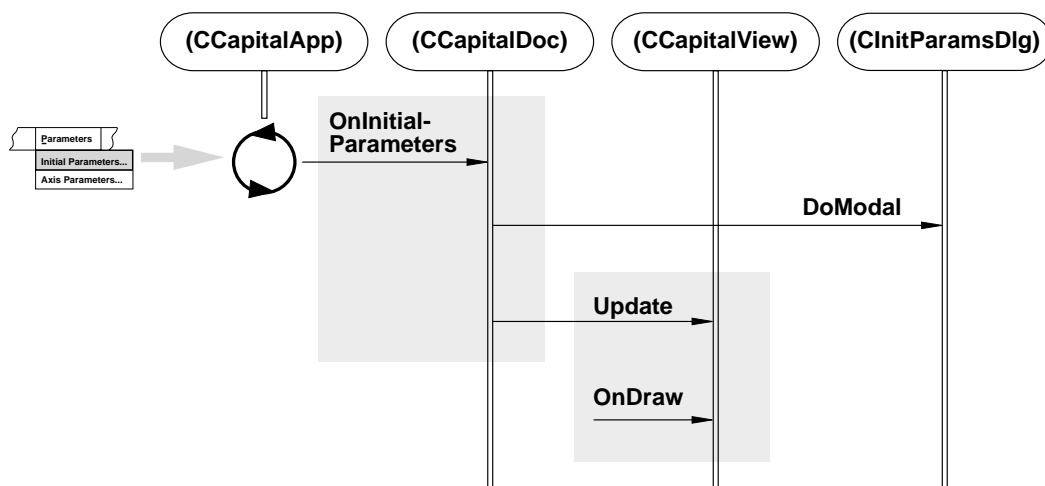 (CCapitalApp)
(CCapitalDoc)
(CCapitalView)
(CInitParamsDlg)
OnInitial-
Parameters
Parameters
Initial Parameters...
Axis Parameters...
DoModal
Update
OnDraw